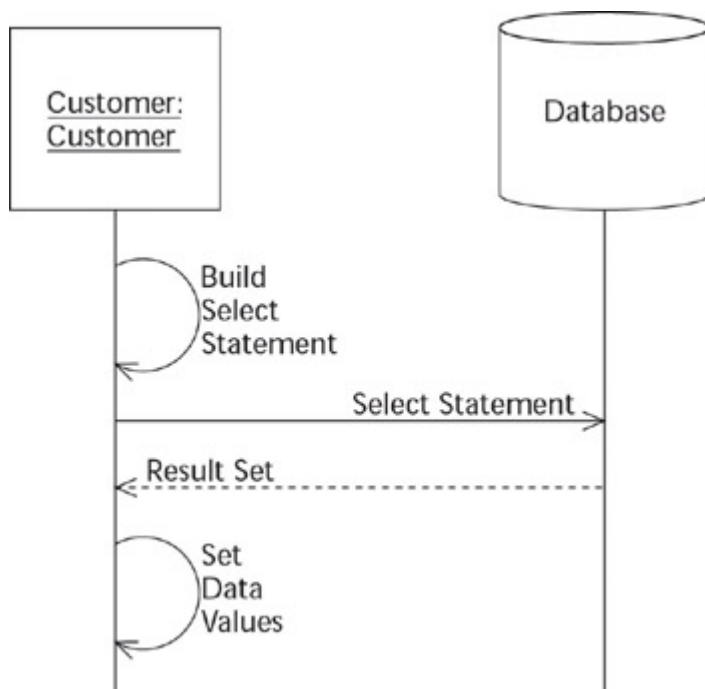 Customer:
Customer
Database
Build
Select
Statement
Select Statement
Result Set
Set
Data
Values